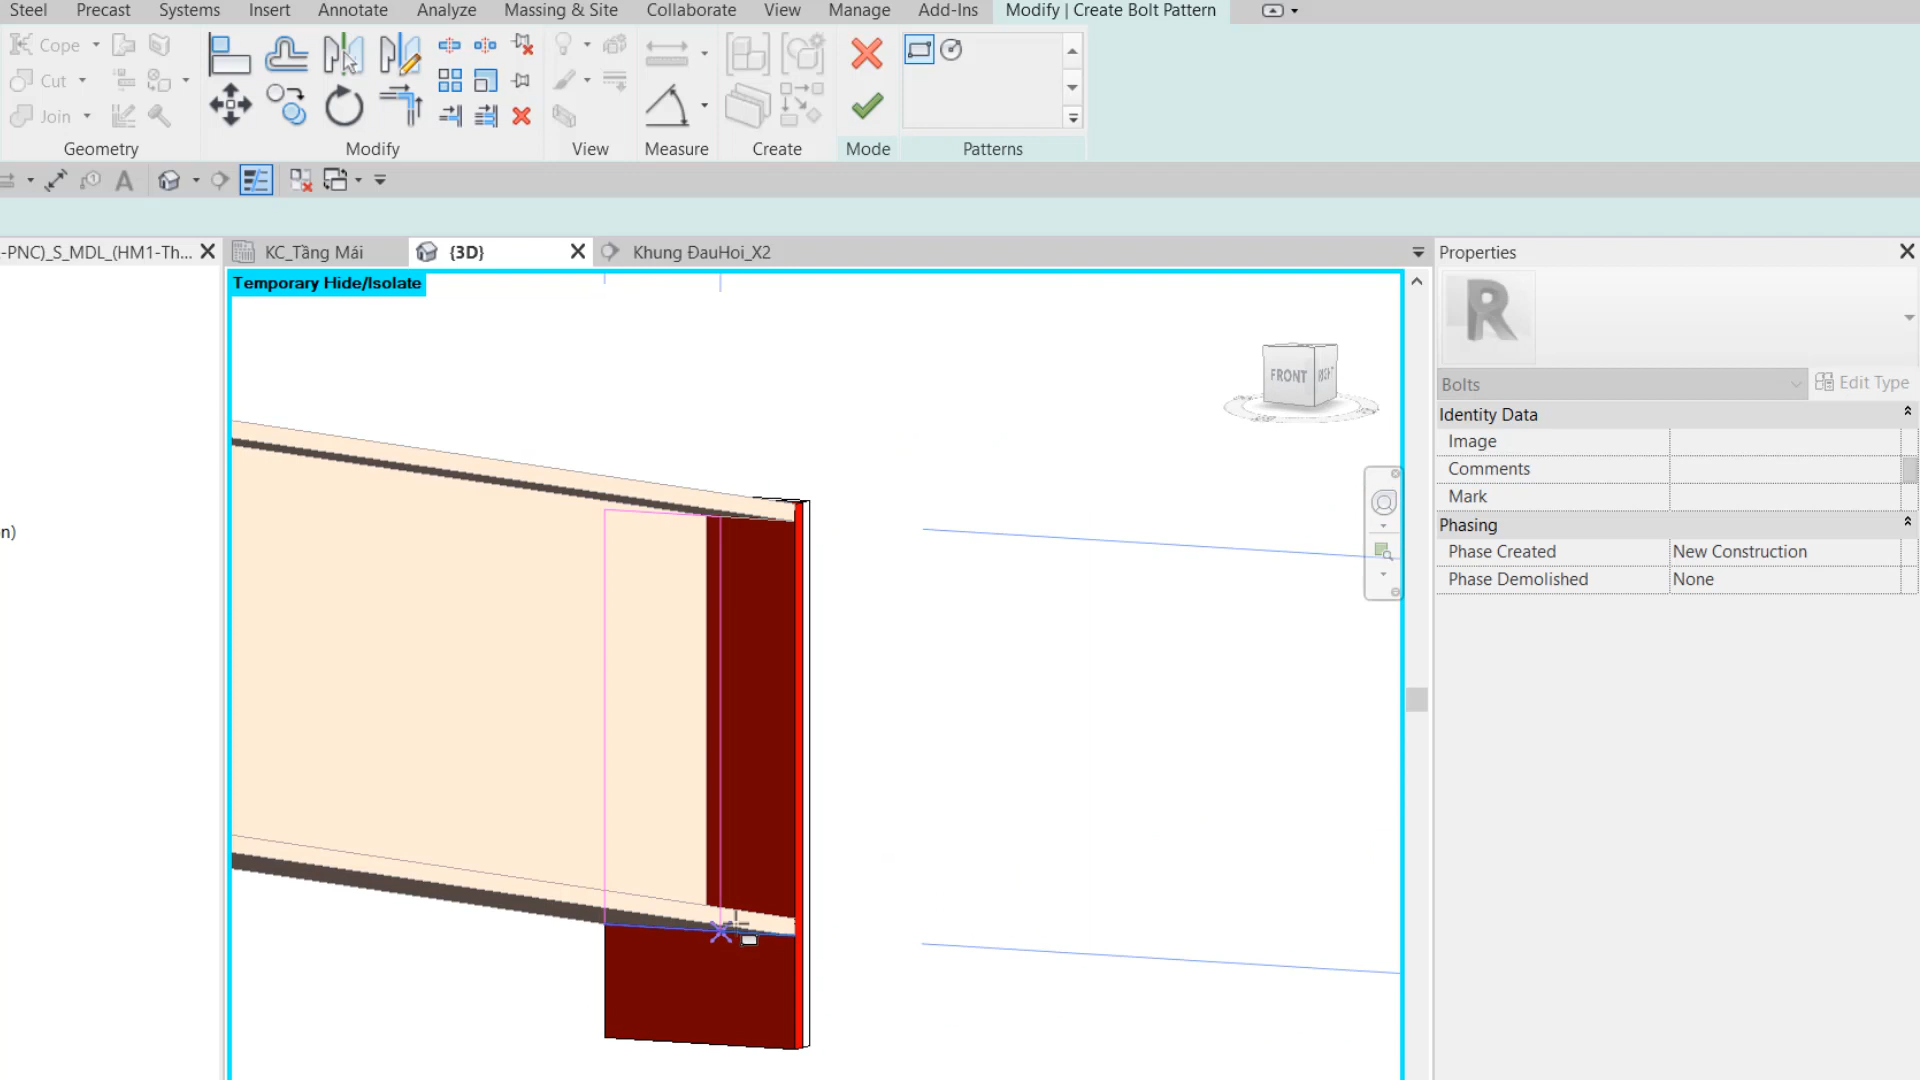 Steel Precast Systems Insert Annotate Analyze Massing & Site Collaborate View Manage Add-Ins Modify | Create Bolt Pattern
Cope
Cut
Join
Geometry Modify View Measure Create Mode Patterns
A
-PNC)_S_MDL_(HM1-Th... KC_Tầng Mái {3D} Khung ĐauHoi_X2
Temporary Hide/Isolate
FRONT RIGHT
n)
Properties
R
Bolts Edit Type
Identity Data
Image
Comments
Mark
Phasing
Phase Created New Construction
Phase Demolished None